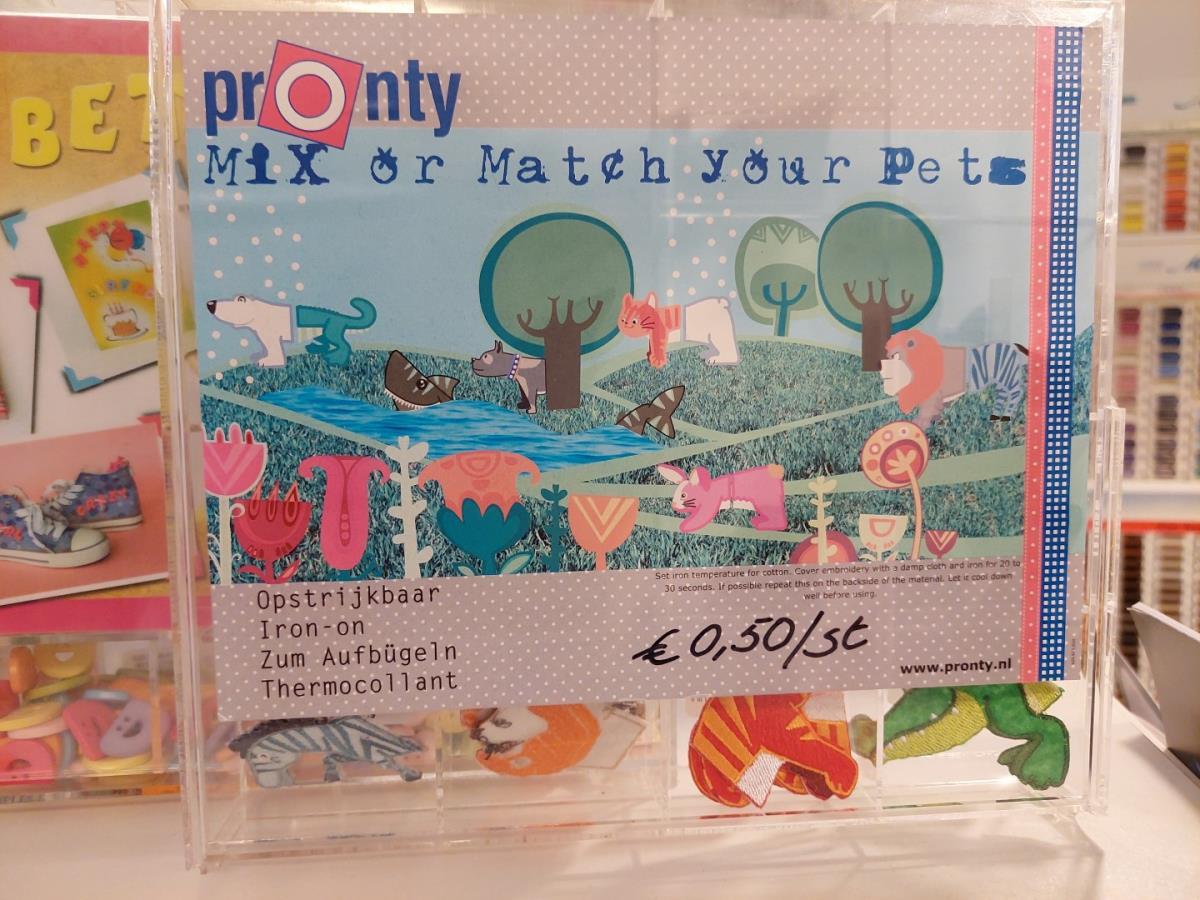 BET
pronty
Mix or Match your Pets
Set iron temperature for cotton. Cover embroidery with a damp cloth and iron for 20 to
30 seconds. If possible repeat this on the backside of the material. Let it cool down
well before using.
Opstrijkbaar
Iron-on
Zum Aufbügeln
Thermocollant
€ 0,50/st
www.pronty.nl